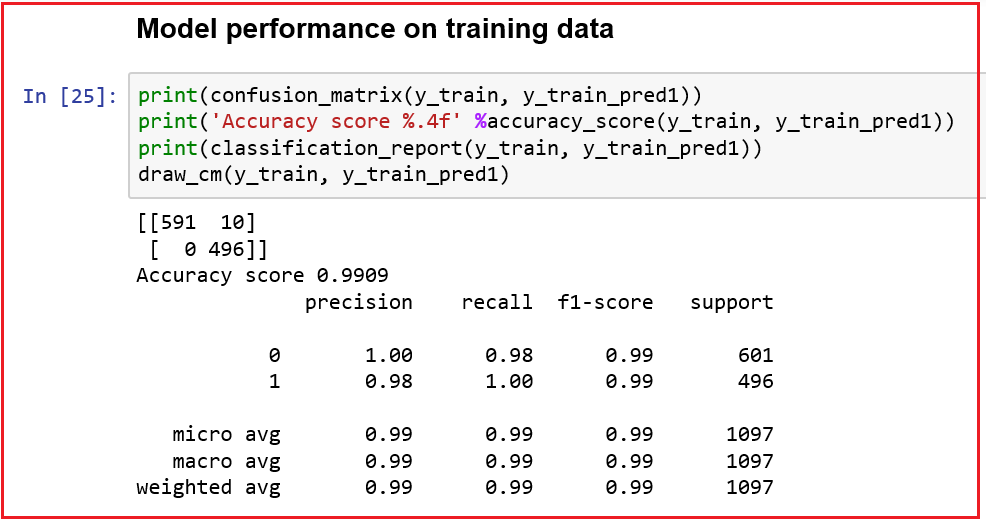 Model performance on training data
In [25]: print(confusion_matrix(y_train, y_train_pred1))
print('Accuracy score %.4f' %accuracy_score(y_train, y_train_pred1))
print(classification_report(y_train, y_train_pred1))
draw_cm(y_train, y_train_pred1)
[[591  10]
 [  0 496]]
Accuracy score 0.9909
              precision    recall  f1-score   support
           0       1.00      0.98      0.99       601
           1       0.98      1.00      0.99       496
   micro avg       0.99      0.99      0.99      1097
   macro avg       0.99      0.99      0.99      1097
weighted avg       0.99      0.99      0.99      1097